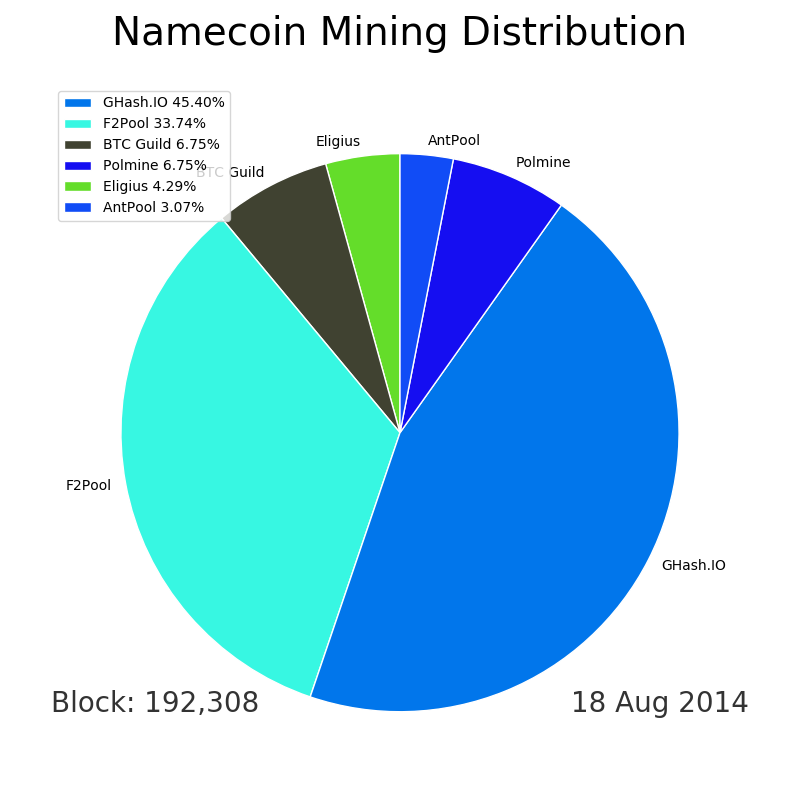 Namecoin Mining Distribution
GHash.IO 45.40%
F2Pool 33.74%
BTC Guild 6.75%
Polmine 6.75%
Eligius 4.29%
AntPool 3.07%
Eligius
AntPool
Polmine
BTC Guild
F2Pool
GHash.IO
Block: 192,308
18 Aug 2014